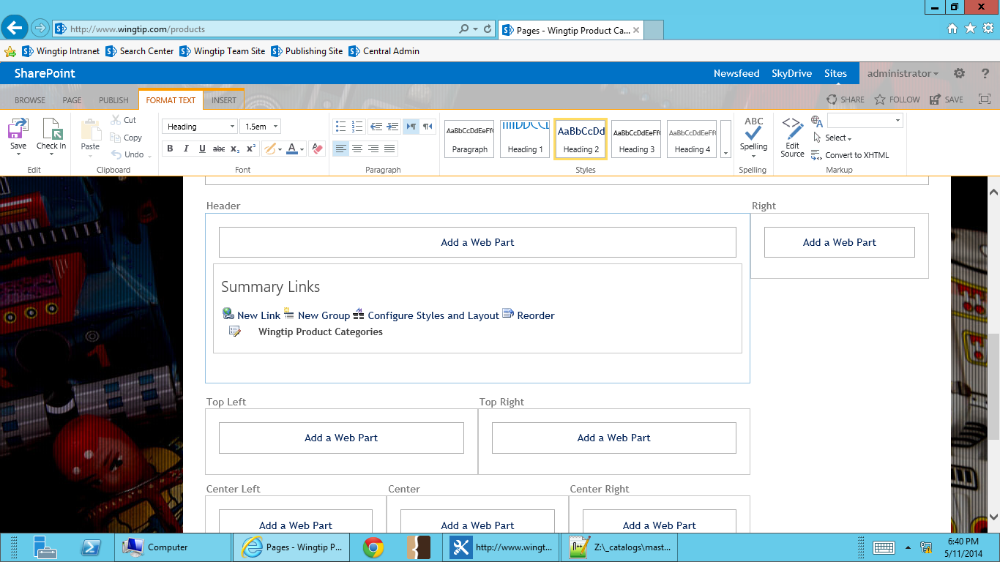 http://www.wingtip.com/products
Pages - Wingtip Product Ca...
Wingtip Intranet
Search Center
Wingtip Team Site
Publishing Site
Central Admin
SharePoint
Newsfeed
SkyDrive
Sites
administrator
?
BROWSE
PAGE
PUBLISH
FORMAT TEXT
INSERT
SHARE
FOLLOW
SAVE
Save
Check In
Edit
Paste
Cut
Copy
Undo
Clipboard
Heading
1.5em
B I U abc x₂ x²
A
Font
Paragraph
AaBbCcDdEeFf
Paragraph
Heading 1
AaBbCcDd
Heading 2
AaBbCcDdEeFf
Heading 3
AaBbCcDdEeFf
Heading 4
Styles
ABC
Spelling
Spelling
Edit
Source
Select
Convert to XHTML
Markup
Header
Right
Add a Web Part
Add a Web Part
Summary Links
New Link
New Group
Configure Styles and Layout
Reorder
Wingtip Product Categories
Top Left
Top Right
Add a Web Part
Add a Web Part
Center Left
Center
Center Right
Add a Web Part
Add a Web Part
Add a Web Part
Computer
Pages - Wingtip P...
http://www.wingt...
Z:\_catalogs\mast...
6:40 PM
5/11/2014